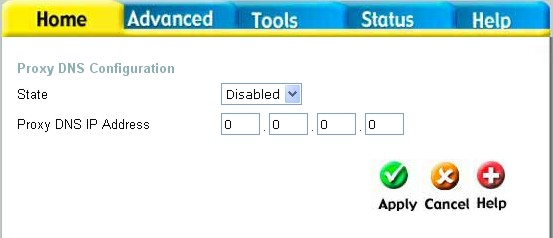 Home Advanced Tools Status Help
Proxy DNS Configuration
State Disabled
Proxy DNS IP Address 0 . 0 . 0 . 0
Apply Cancel Help